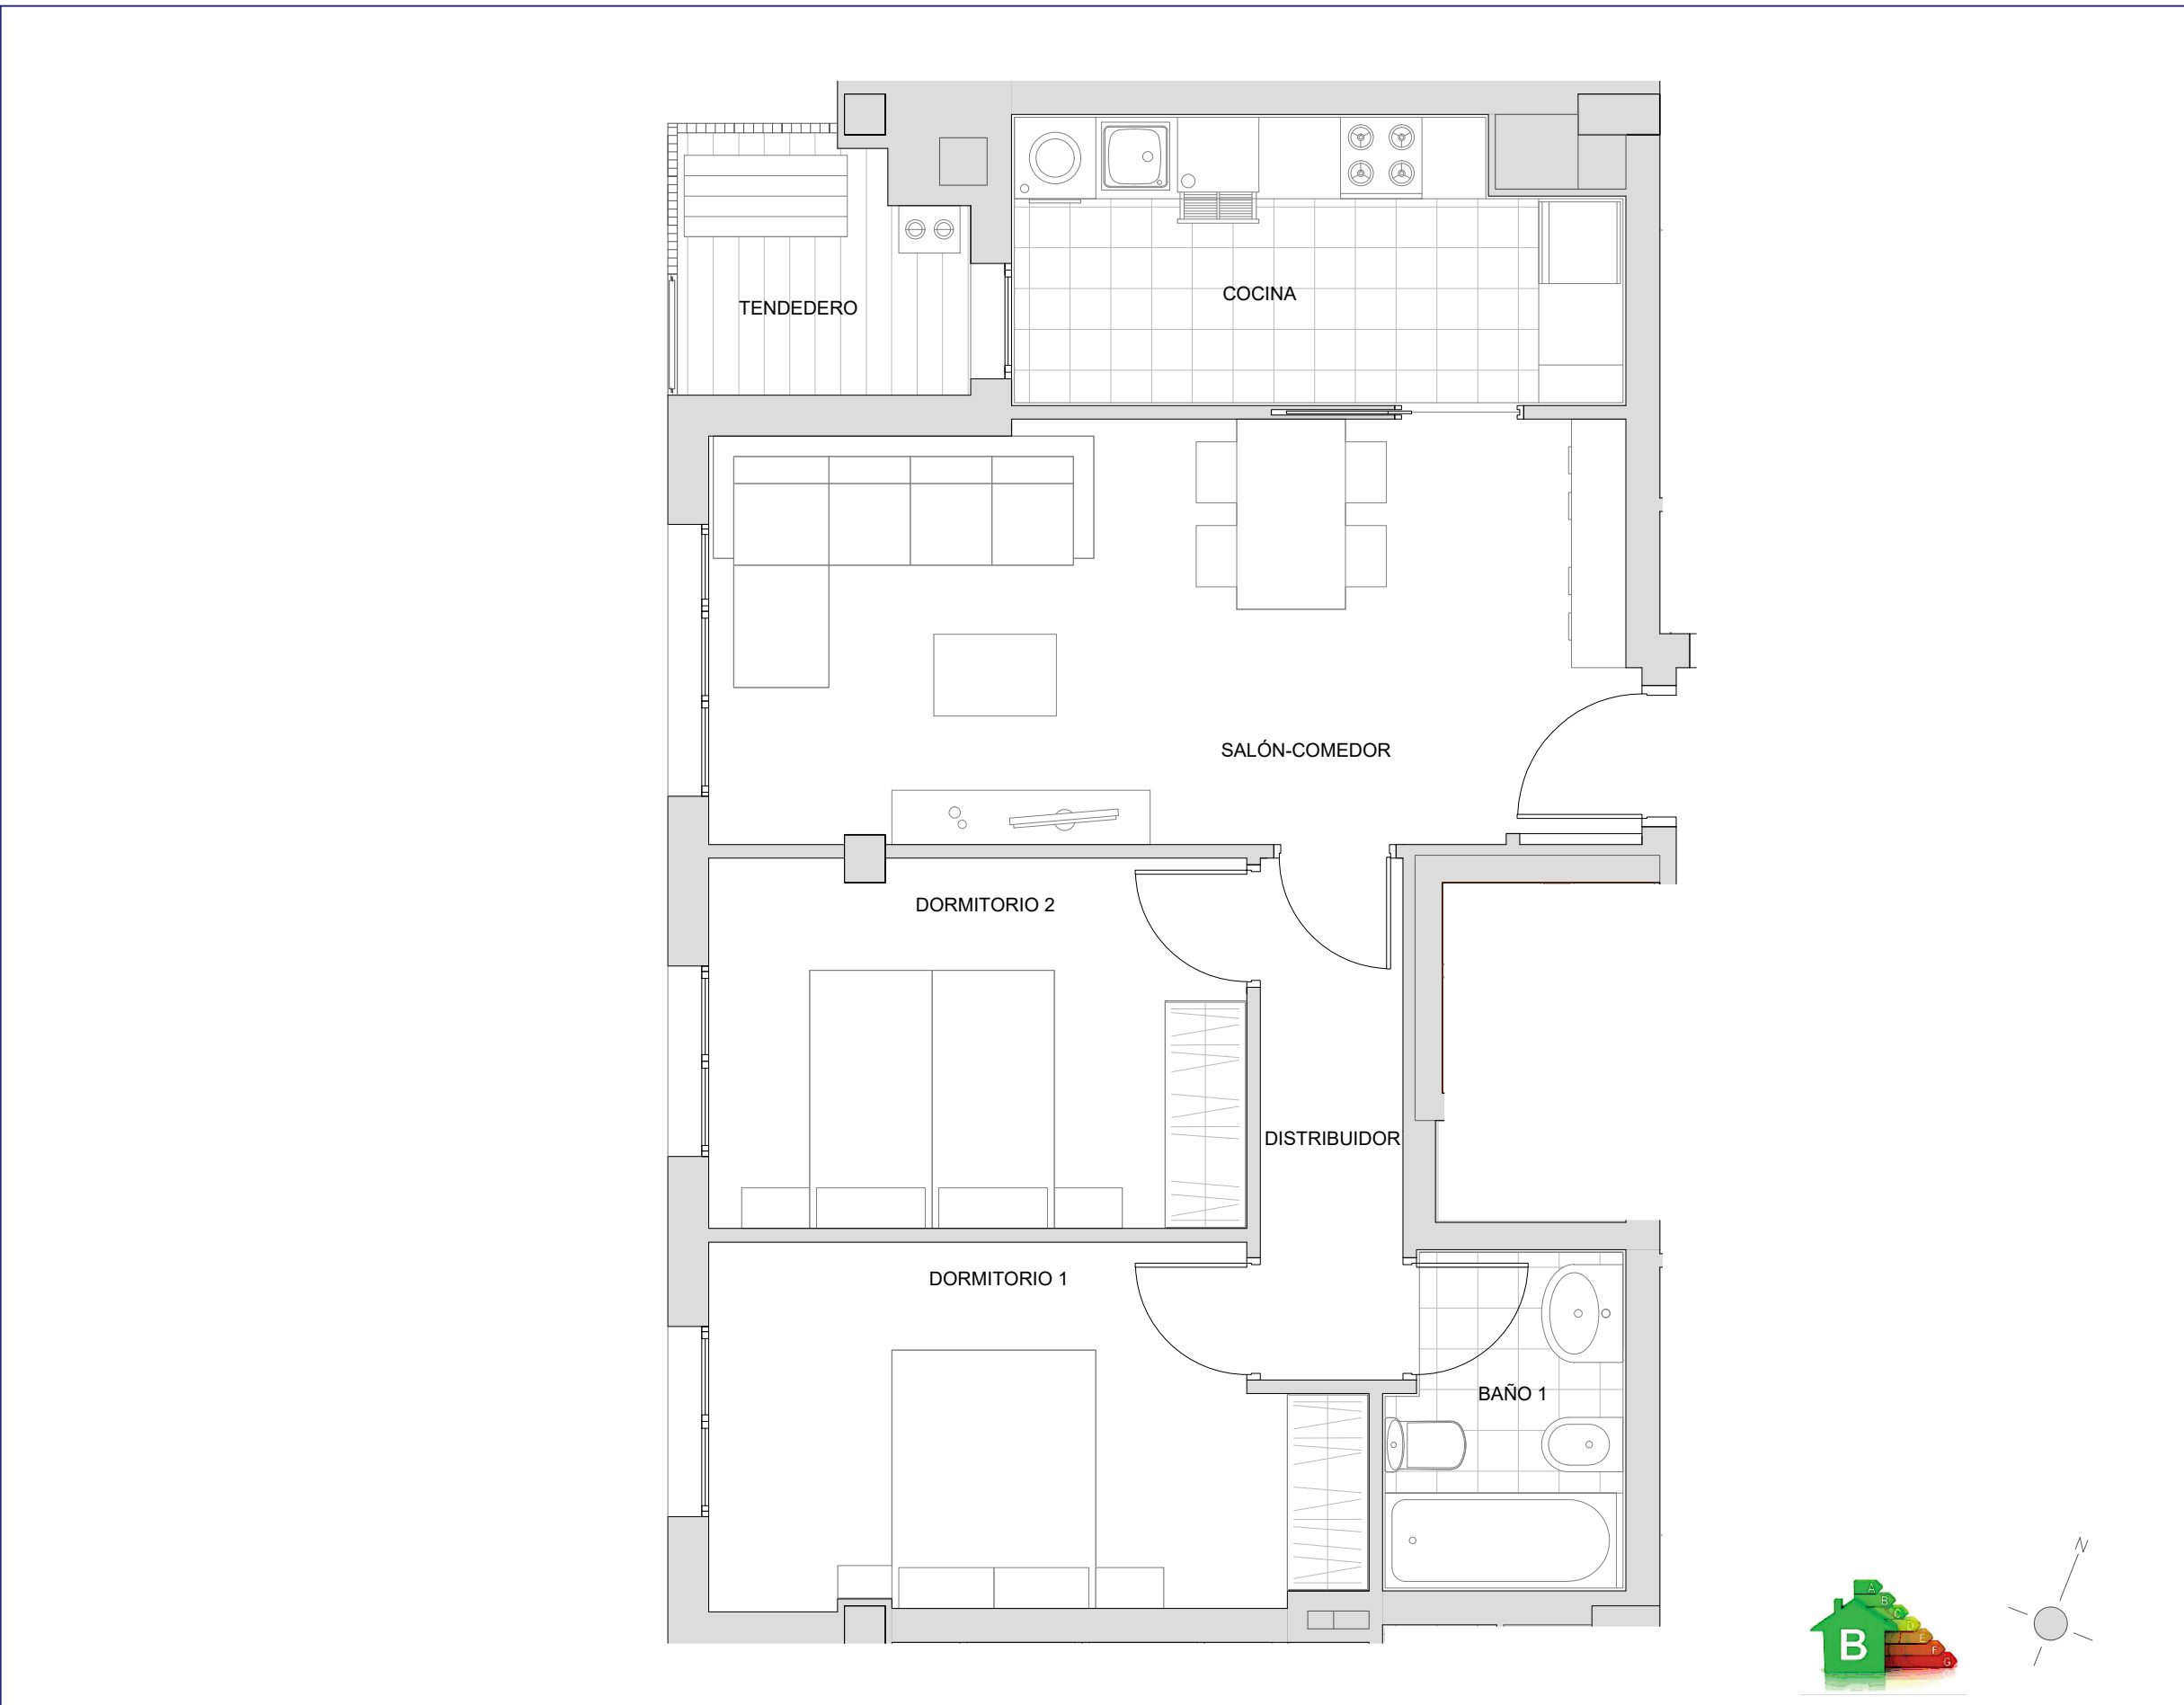 COCINA
TENDEDERO
SALÓN-COMEDOR
DORMITORIO 2
DISTRIBUIDOR
DORMITORIO 1
BAÑO 1
N
A
B
C
D
E
F
G
B